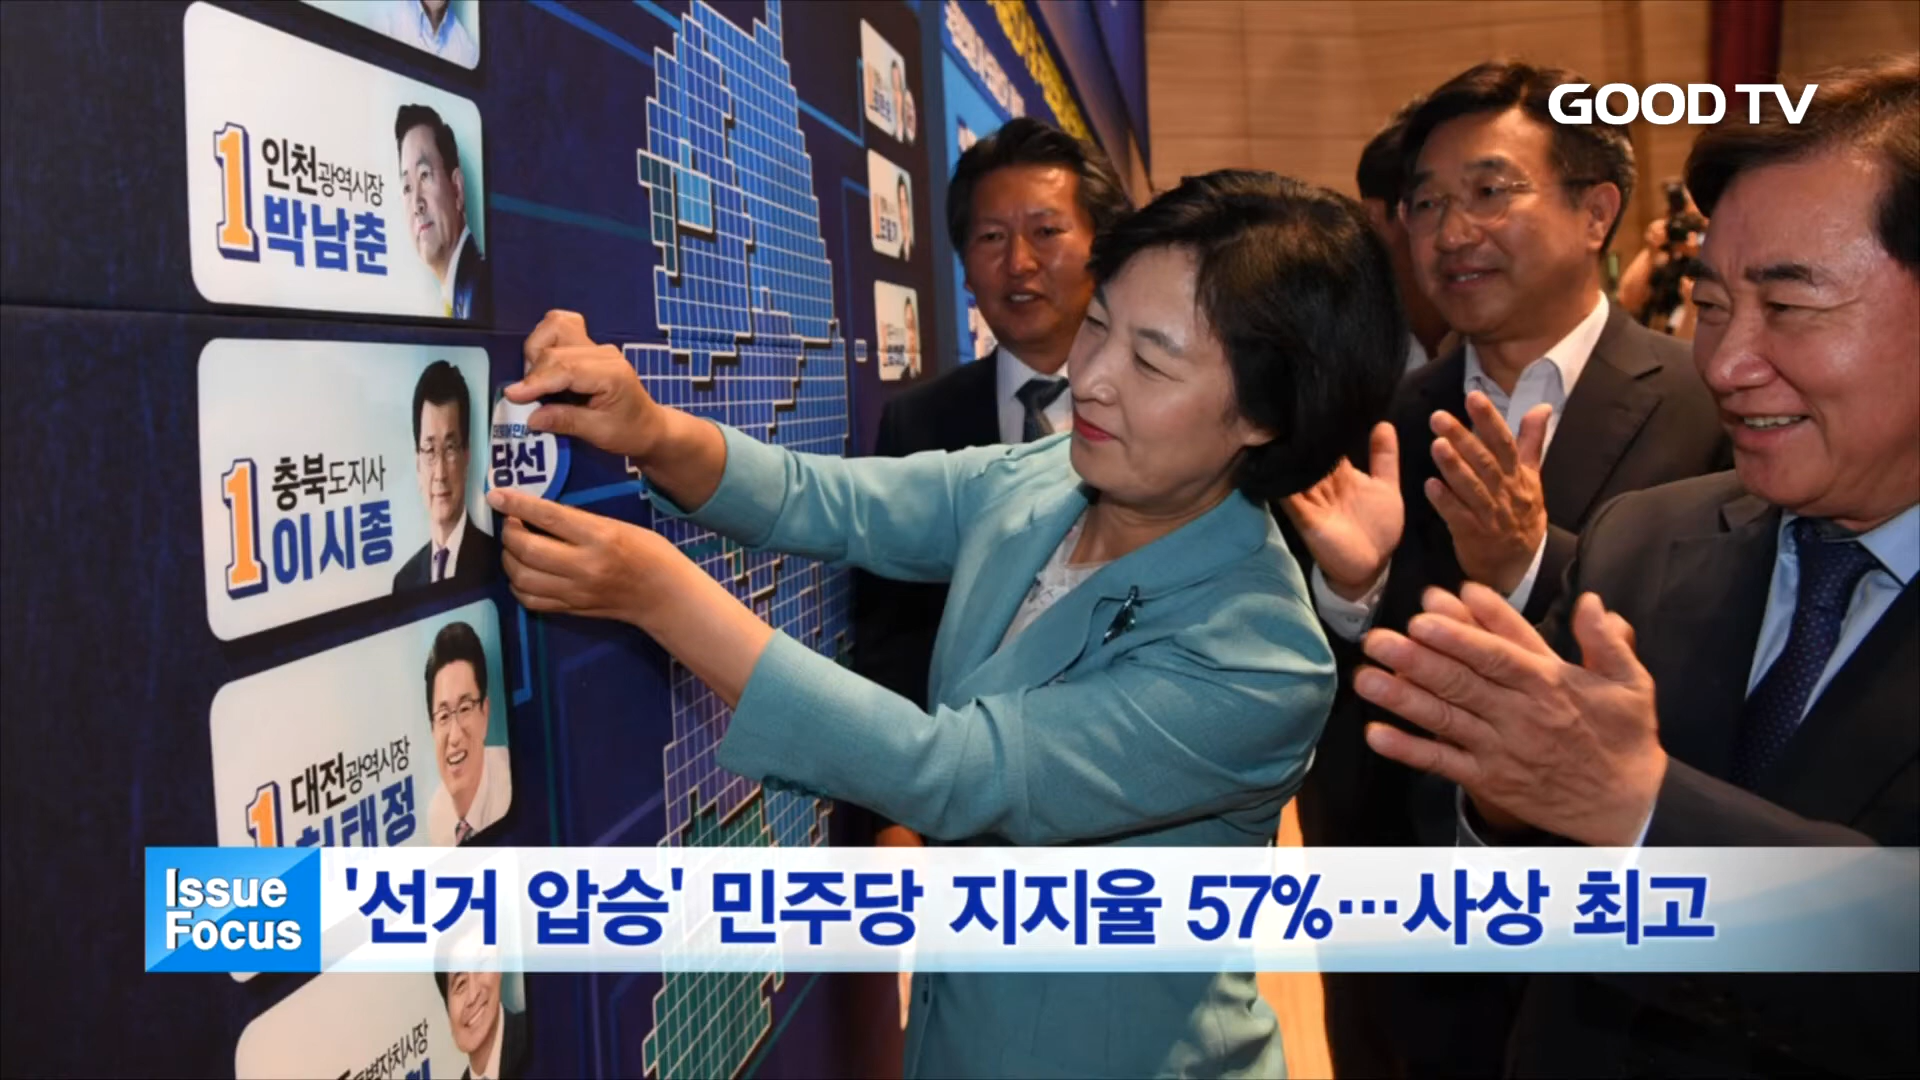 GOOD TV
1 인천광역시장
박남춘
1 충북도지사
이시종
당선
1 대전광역시장
Issue
Focus
'선거 압승' 민주당 지지율 57%…사상 최고